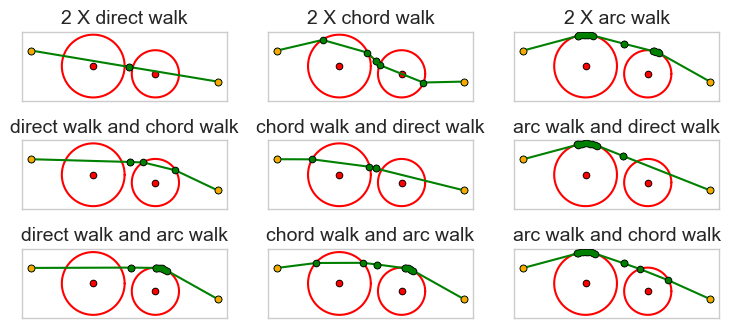 2 X direct walk
2 X chord walk
2 X arc walk
direct walk and chord walk
chord walk and direct walk
arc walk and direct walk
direct walk and arc walk
chord walk and arc walk
arc walk and chord walk